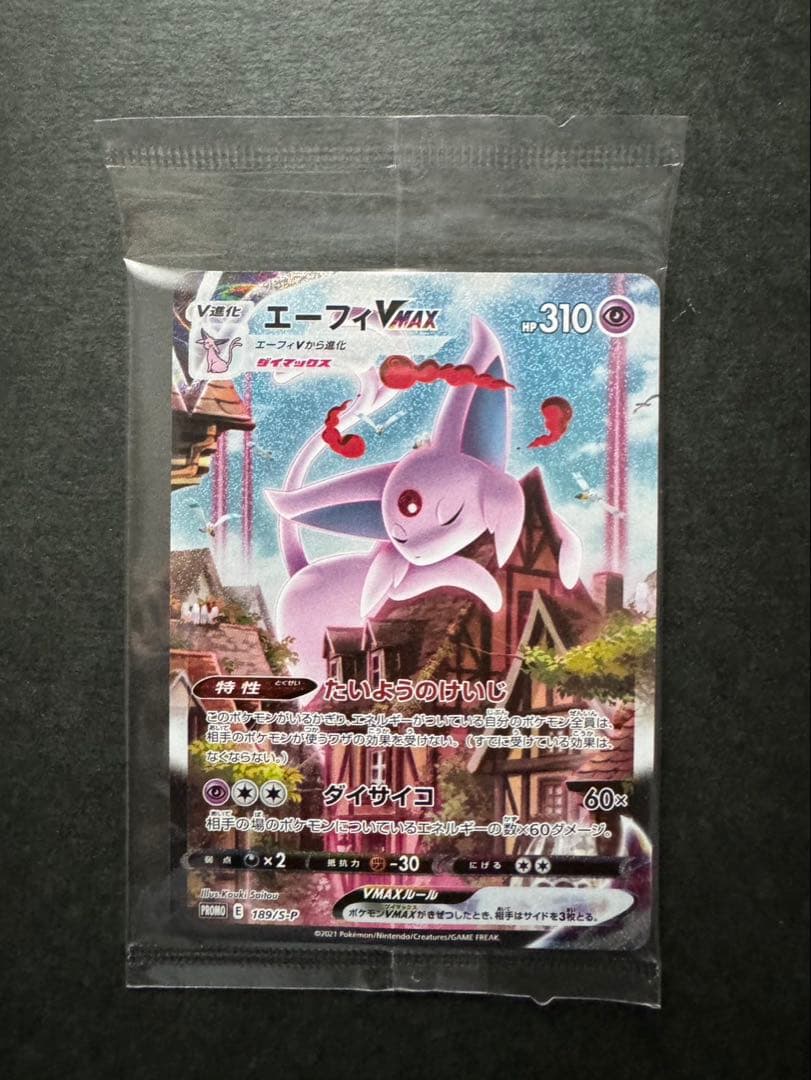 V進化 エーフィVMAX HP310
エーフィVから進化
ダイマックス
特性 とくせい たいようのけいじ
このポケモンがいるかぎり、エネルギーがついている自分のポケモン全員は、
相手のポケモンが使うワザの効果を受けない。(すでに受けている効果は、
なくならない。)
ダイサイコ 60×
相手の場のポケモンについているエネルギーの数×60ダメージ。
弱点 ×2 抵抗力 -30 にげる
Illus. Kouki Saitou VMAXルール
ポケモンVMAXがきぜつしたとき、相手はサイドを3枚とる。
PROMO E 189/S-P
©2021 Pokémon/Nintendo/Creatures/GAME FREAK.